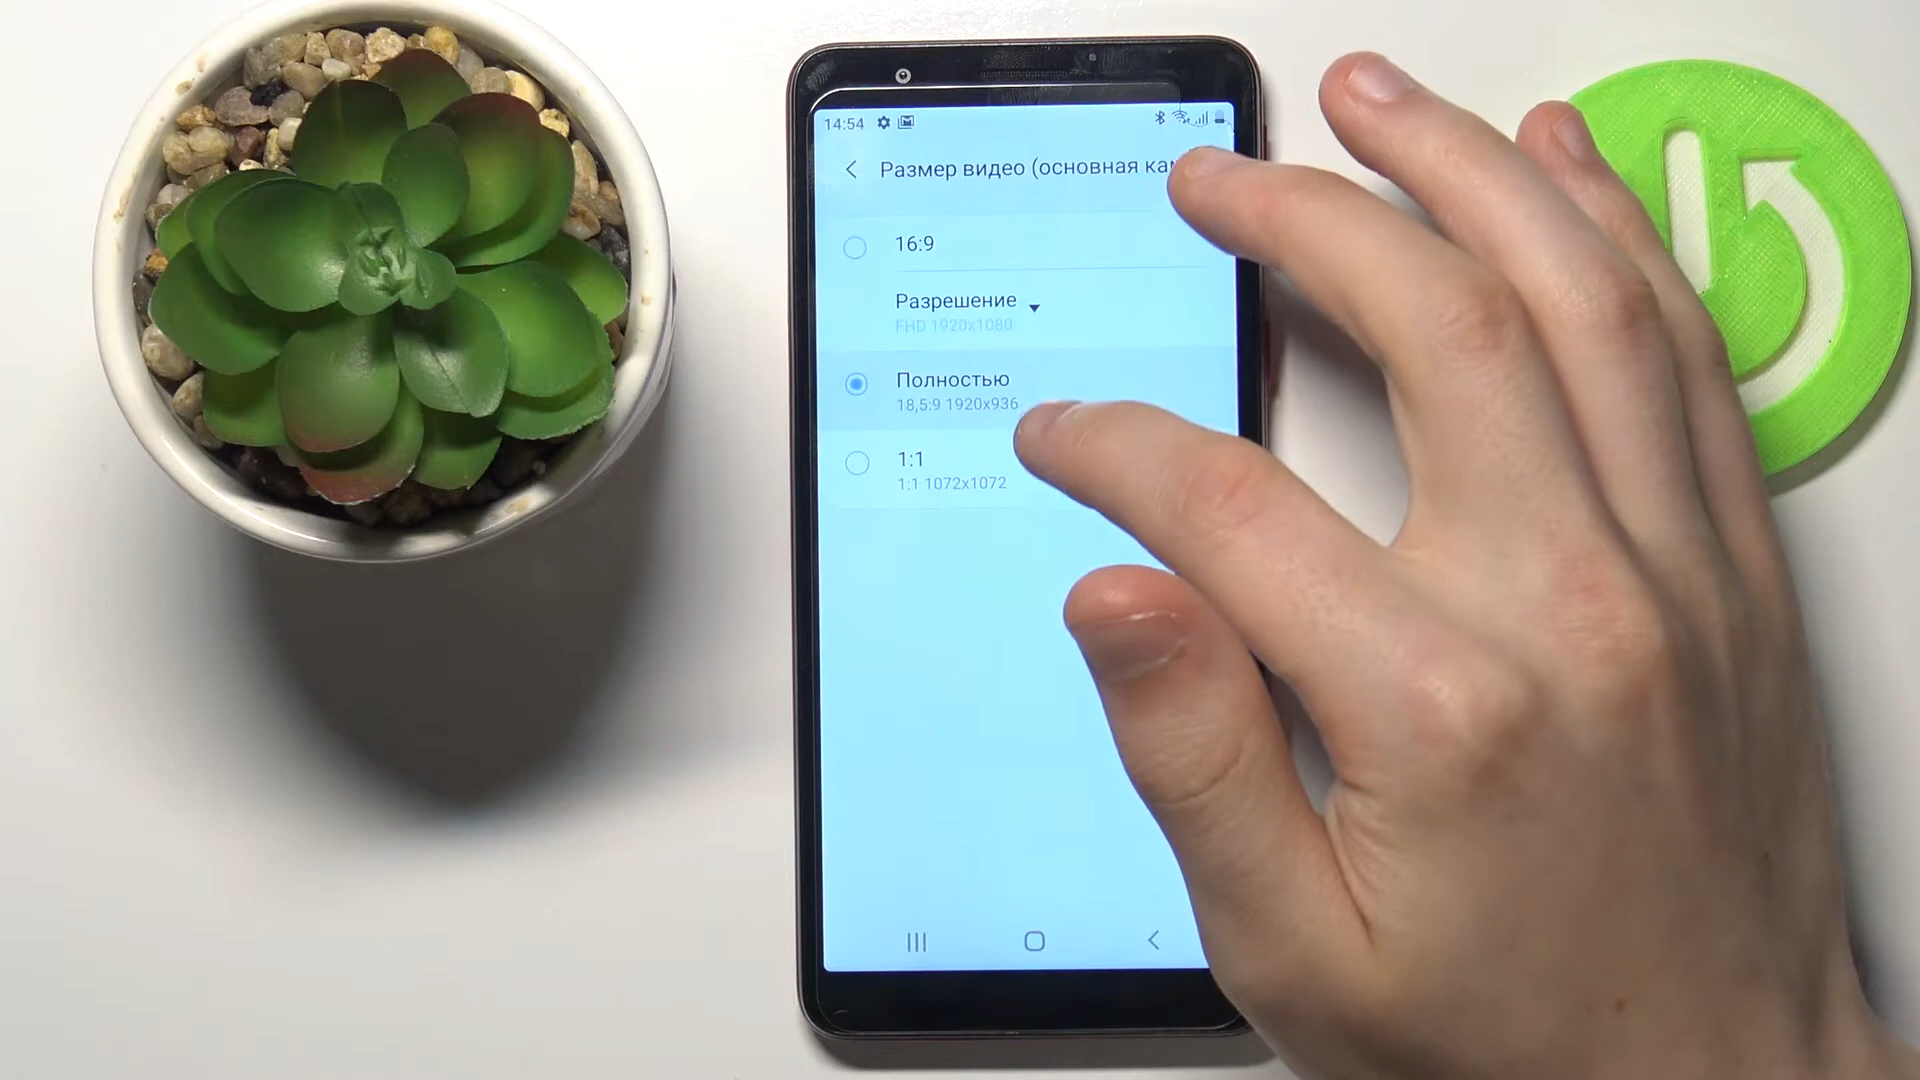 14:54
Размер видео (основная
16:9
Разрешение
FHD 1920x1080
Полностью
18,5:9 1920x936
1:1
1:1 1072x1072